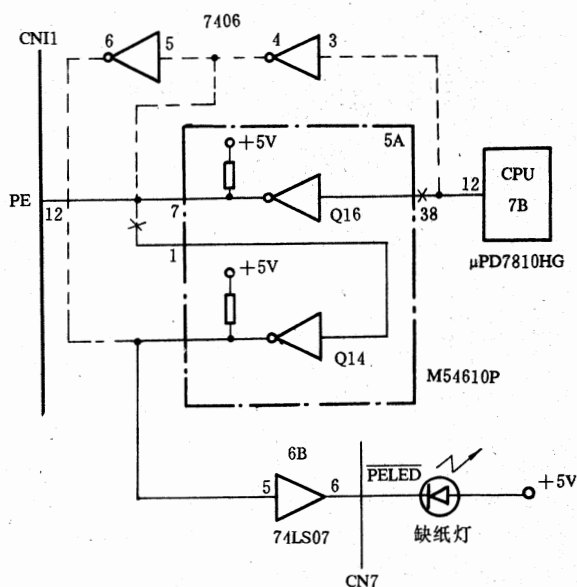 7406
CNI1
6
5
4
3
+5V
5A
PE
12
7
Q16
38
12
CPU
7B
μPD7810HG
1
+5V
Q14
M54610P
6B
5
6
PELED
+5V
74LS07
缺纸灯
CN7